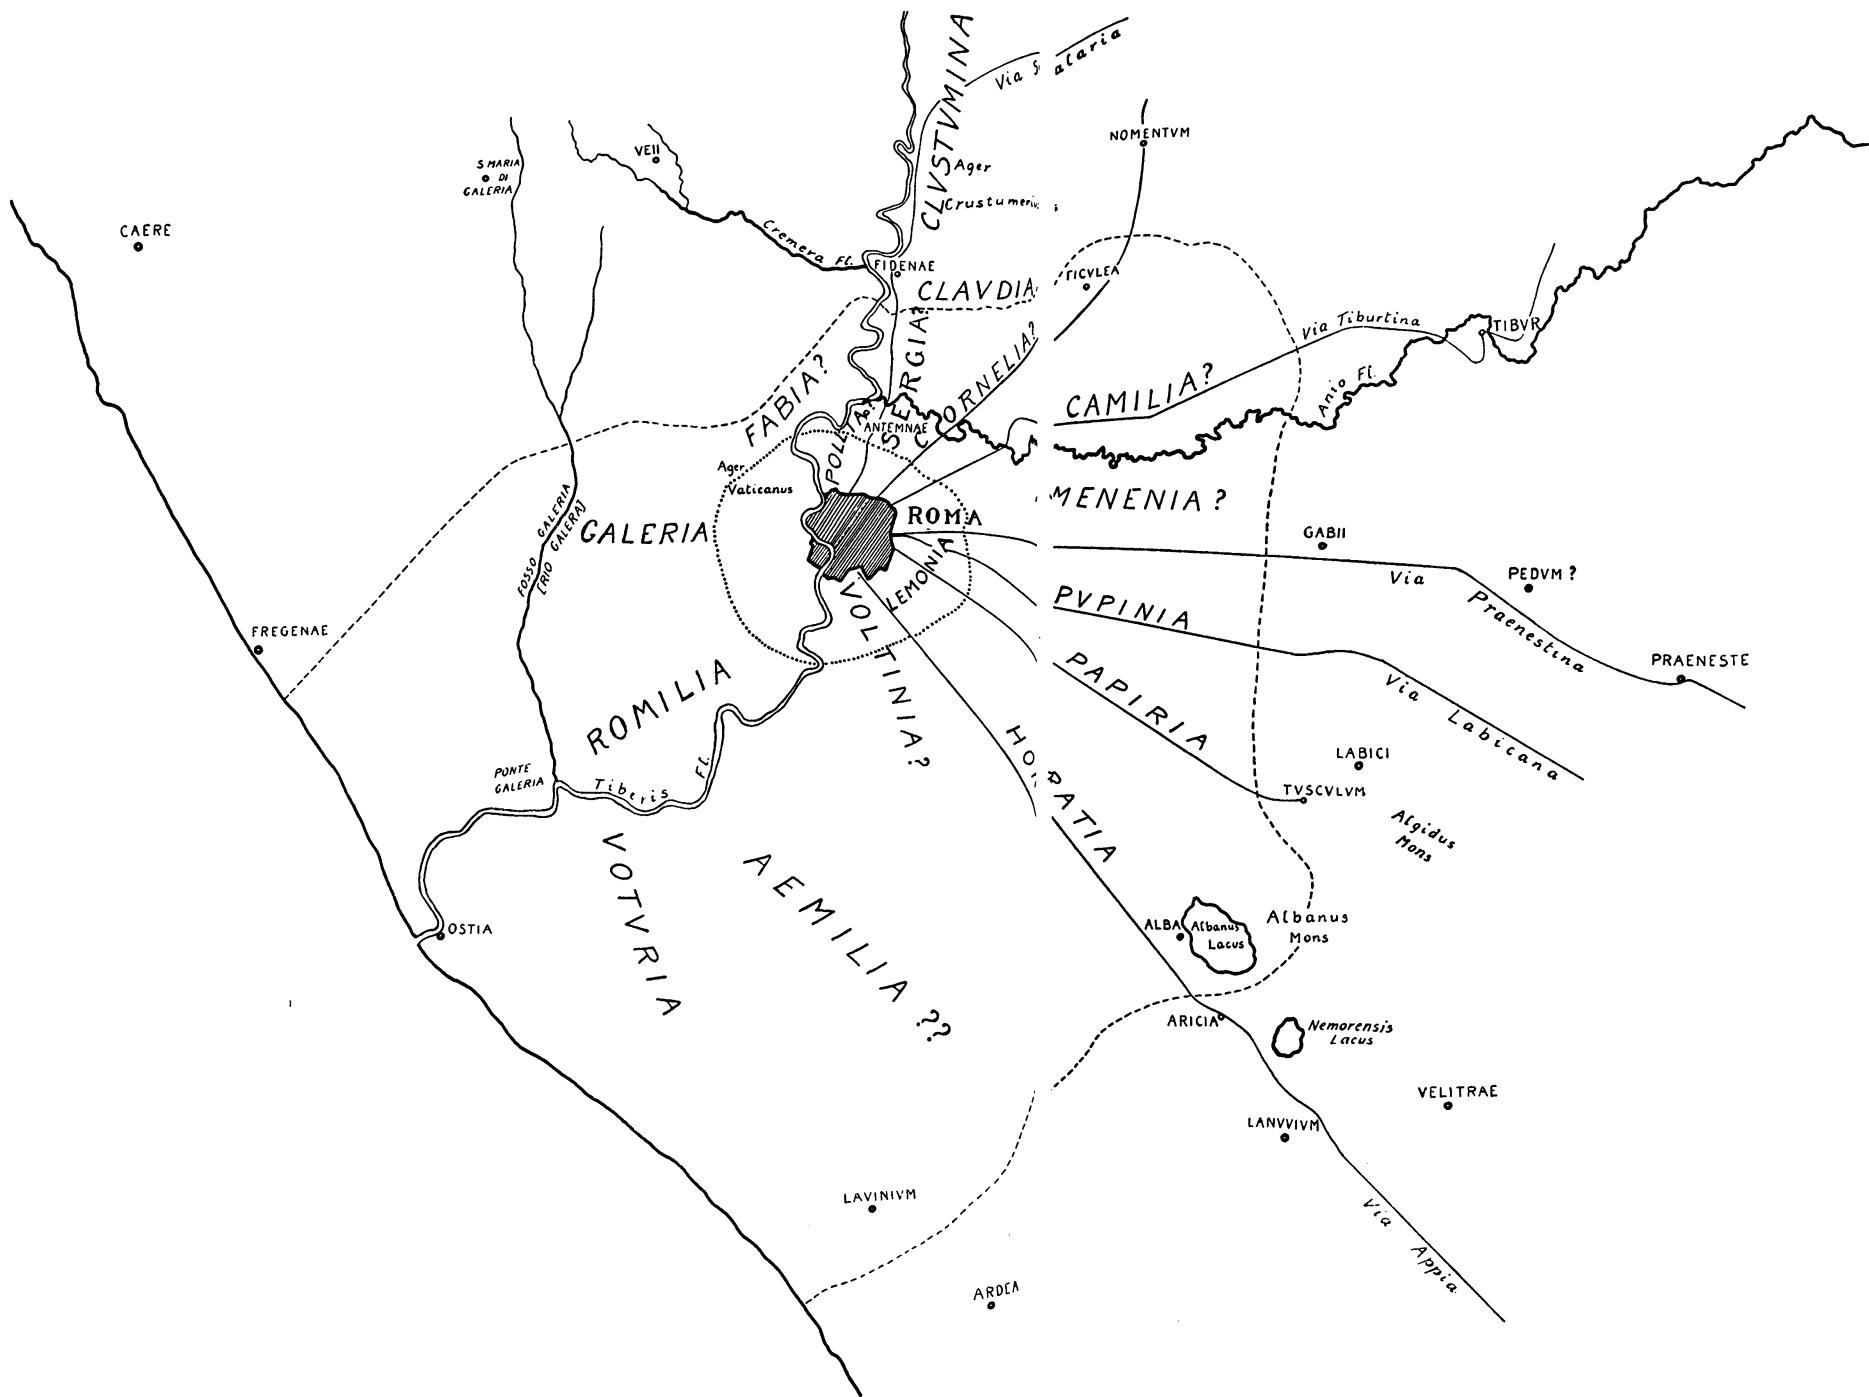 CLVSTVMINA
Via Salaria
NOMENTVM
VEII
S MARIA
DI
GALERIA
Ager
Crustumeri
CAERE
Cremera Fl.
FIDENAE
FICVLEA
CLAVDIA
SERGIA?
CORNELIA?
Via Tiburtina
TIBVR
Anio Fl.
CAMILIA?
FABIA?
ANTEMNAE
POLLIA?
Ager
Vaticanus
MENENIA?
ROMA
GALERIA
FOSSO GALERIA
[RIO GALERA]
GABII
LEMONIA
Via Praenestina
PEDVM?
PVPINIA
FREGENAE
VOLTINIA?
PAPIRIA
PRAENESTE
Via Labicana
ROMILIA
HORATIA
LABICI
PONTE
GALERIA
Tiberis Fl.
TVSCVLVM
Algidus
Mons
VOTVRIA
AEMILIA??
OSTIA
ALBA
Albanus
Lacus
Albanus
Mons
ARICIA
Nemorensis
Lacus
VELITRAE
LANVVIVM
LAVINIVM
Via Appia
ARDEA